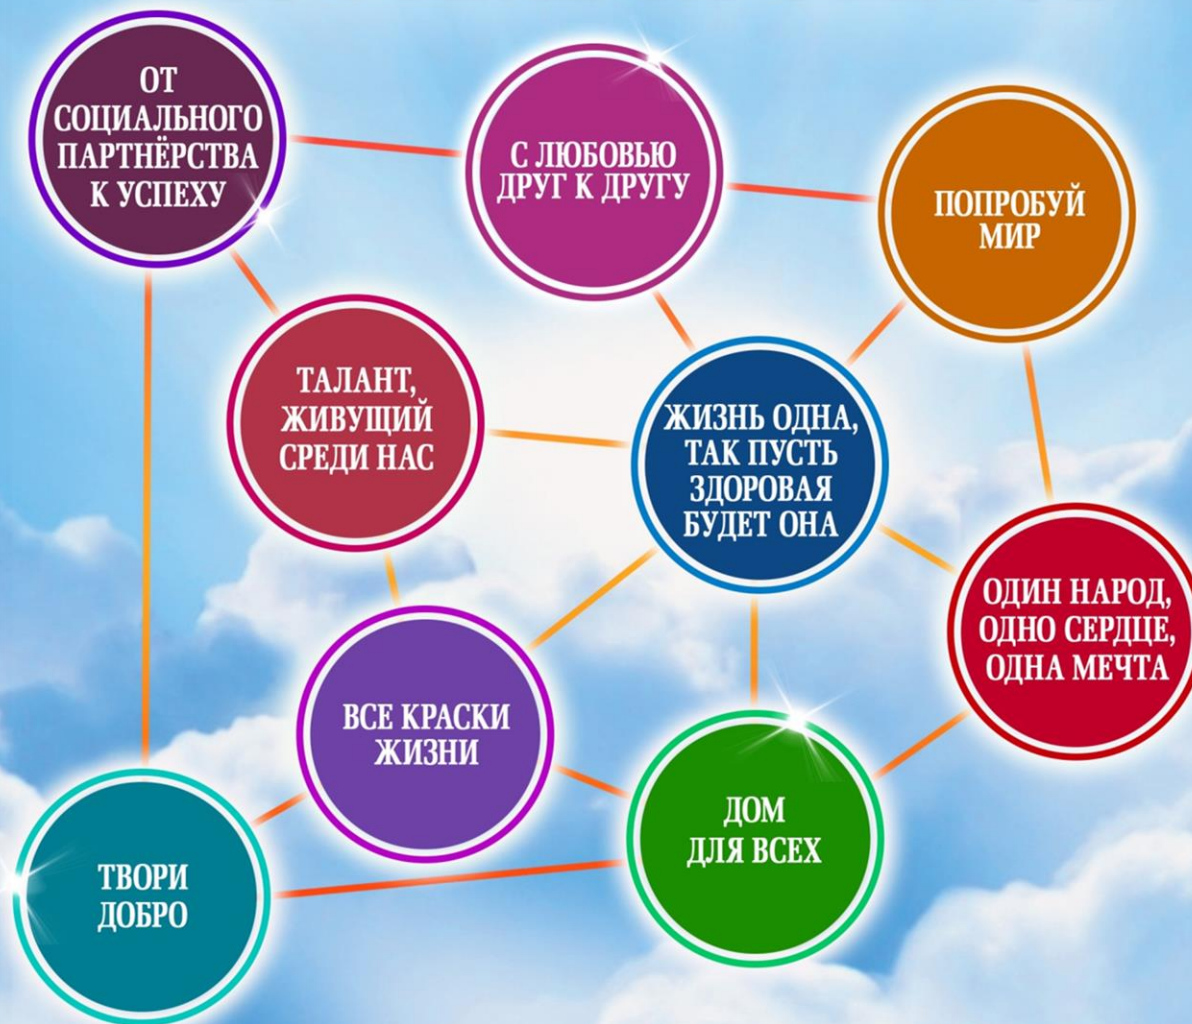 ОТ
СОЦИАЛЬНОГО
ПАРТНЁРСТВА
К УСПЕХУ
С ЛЮБОВЬЮ
ДРУГ К ДРУГУ
ПОПРОБУЙ
МИР
ТАЛАНТ,
ЖИВУЩИЙ
СРЕДИ НАС
ЖИЗНЬ ОДНА,
ТАК ПУСТЬ
ЗДОРОВАЯ
БУДЕТ ОНА
ОДИН НАРОД,
ОДНО СЕРДЦЕ,
ОДНА МЕЧТА
ВСЕ КРАСКИ
ЖИЗНИ
ДОМ
ДЛЯ ВСЕХ
ТВОРИ
ДОБРО